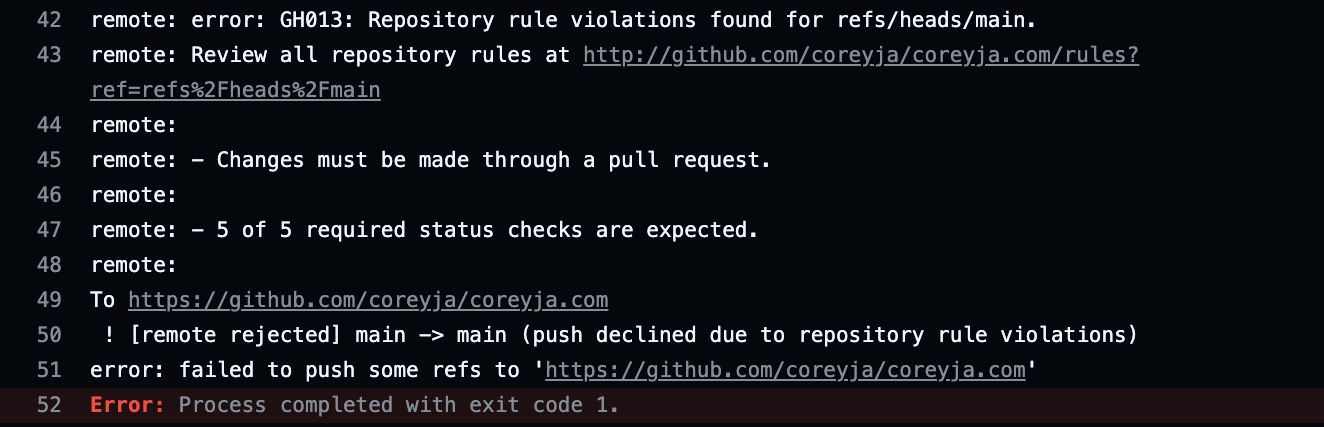 42 remote: error: GH013: Repository rule violations found for refs/heads/main.
43 remote: Review all repository rules at http://github.com/coreyja/coreyja.com/rules?
ref=refs%2Fheads%2Fmain
44 remote:
45 remote: - Changes must be made through a pull request.
46 remote:
47 remote: - 5 of 5 required status checks are expected.
48 remote:
49 To https://github.com/coreyja/coreyja.com
50 ! [remote rejected] main -> main (push declined due to repository rule violations)
51 error: failed to push some refs to 'https://github.com/coreyja/coreyja.com'
52 Error: Process completed with exit code 1.